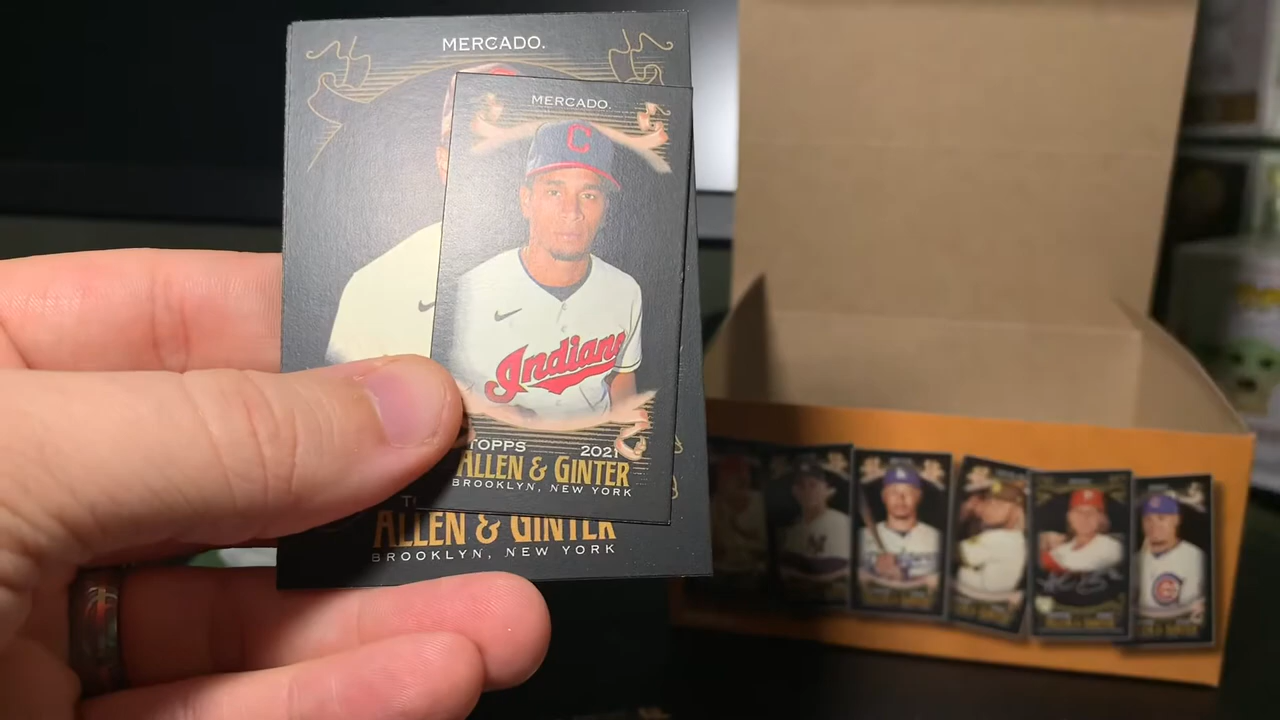 MERCADO.
MERCADO.
C
Indians
TOPPS 2021
ALLEN & GINTER
BROOKLYN, NEW YORK
ALLEN & GINTER
BROOKLYN, NEW YORK